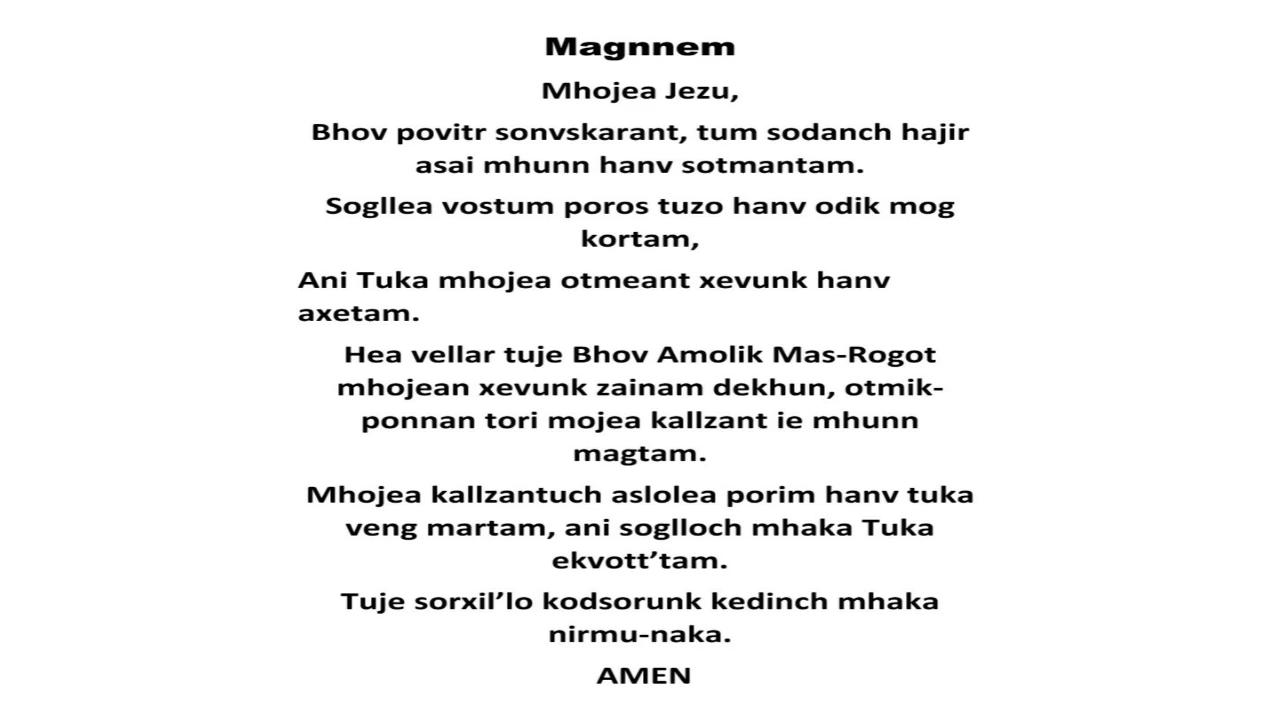 Magnnem
Mhojea Jezu,
Bhov povitr sonvskarant, tum sodanch hajir
asai mhunn hanv sotmantam.
Sogllea vostum poros tuzo hanv odik mog
kortam,
Ani Tuka mhojea otmeant xevunk hanv
axetam.
Hea vellar tuje Bhov Amolik Mas-Rogot
mhojean xevunk zainam dekhun, otmik-
ponnan tori mojea kallzant ie mhunn
magtam.
Mhojea kallzantuch aslolea porim hanv tuka
veng martam, ani soglloch mhaka Tuka
ekvott’tam.
Tuje sorxil’lo kodsorunk kedinch mhaka
nirmu-naka.
AMEN